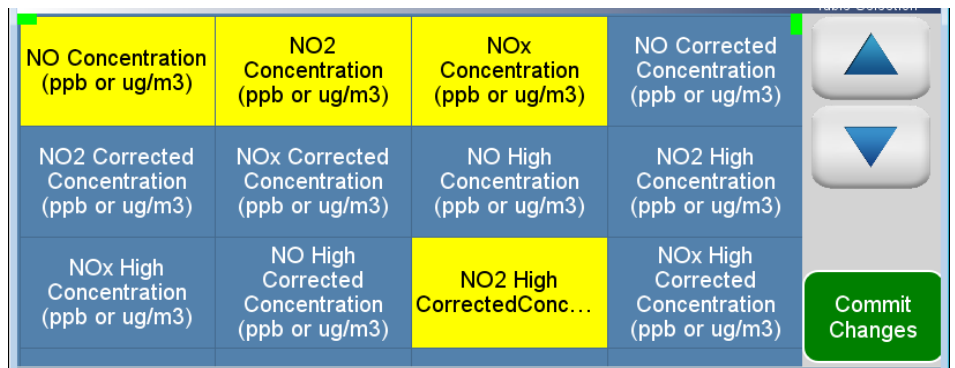 Table Selection
NO Concentration
(ppb or ug/m3)
NO2
Concentration
(ppb or ug/m3)
NOx
Concentration
(ppb or ug/m3)
NO Corrected
Concentration
(ppb or ug/m3)
NO2 Corrected
Concentration
(ppb or ug/m3)
NOx Corrected
Concentration
(ppb or ug/m3)
NO High
Concentration
(ppb or ug/m3)
NO2 High
Concentration
(ppb or ug/m3)
NOx High
Concentration
(ppb or ug/m3)
NO High
Corrected
Concentration
(ppb or ug/m3)
NO2 High
CorrectedConc...
NOx High
Corrected
Concentration
(ppb or ug/m3)
Commit
Changes